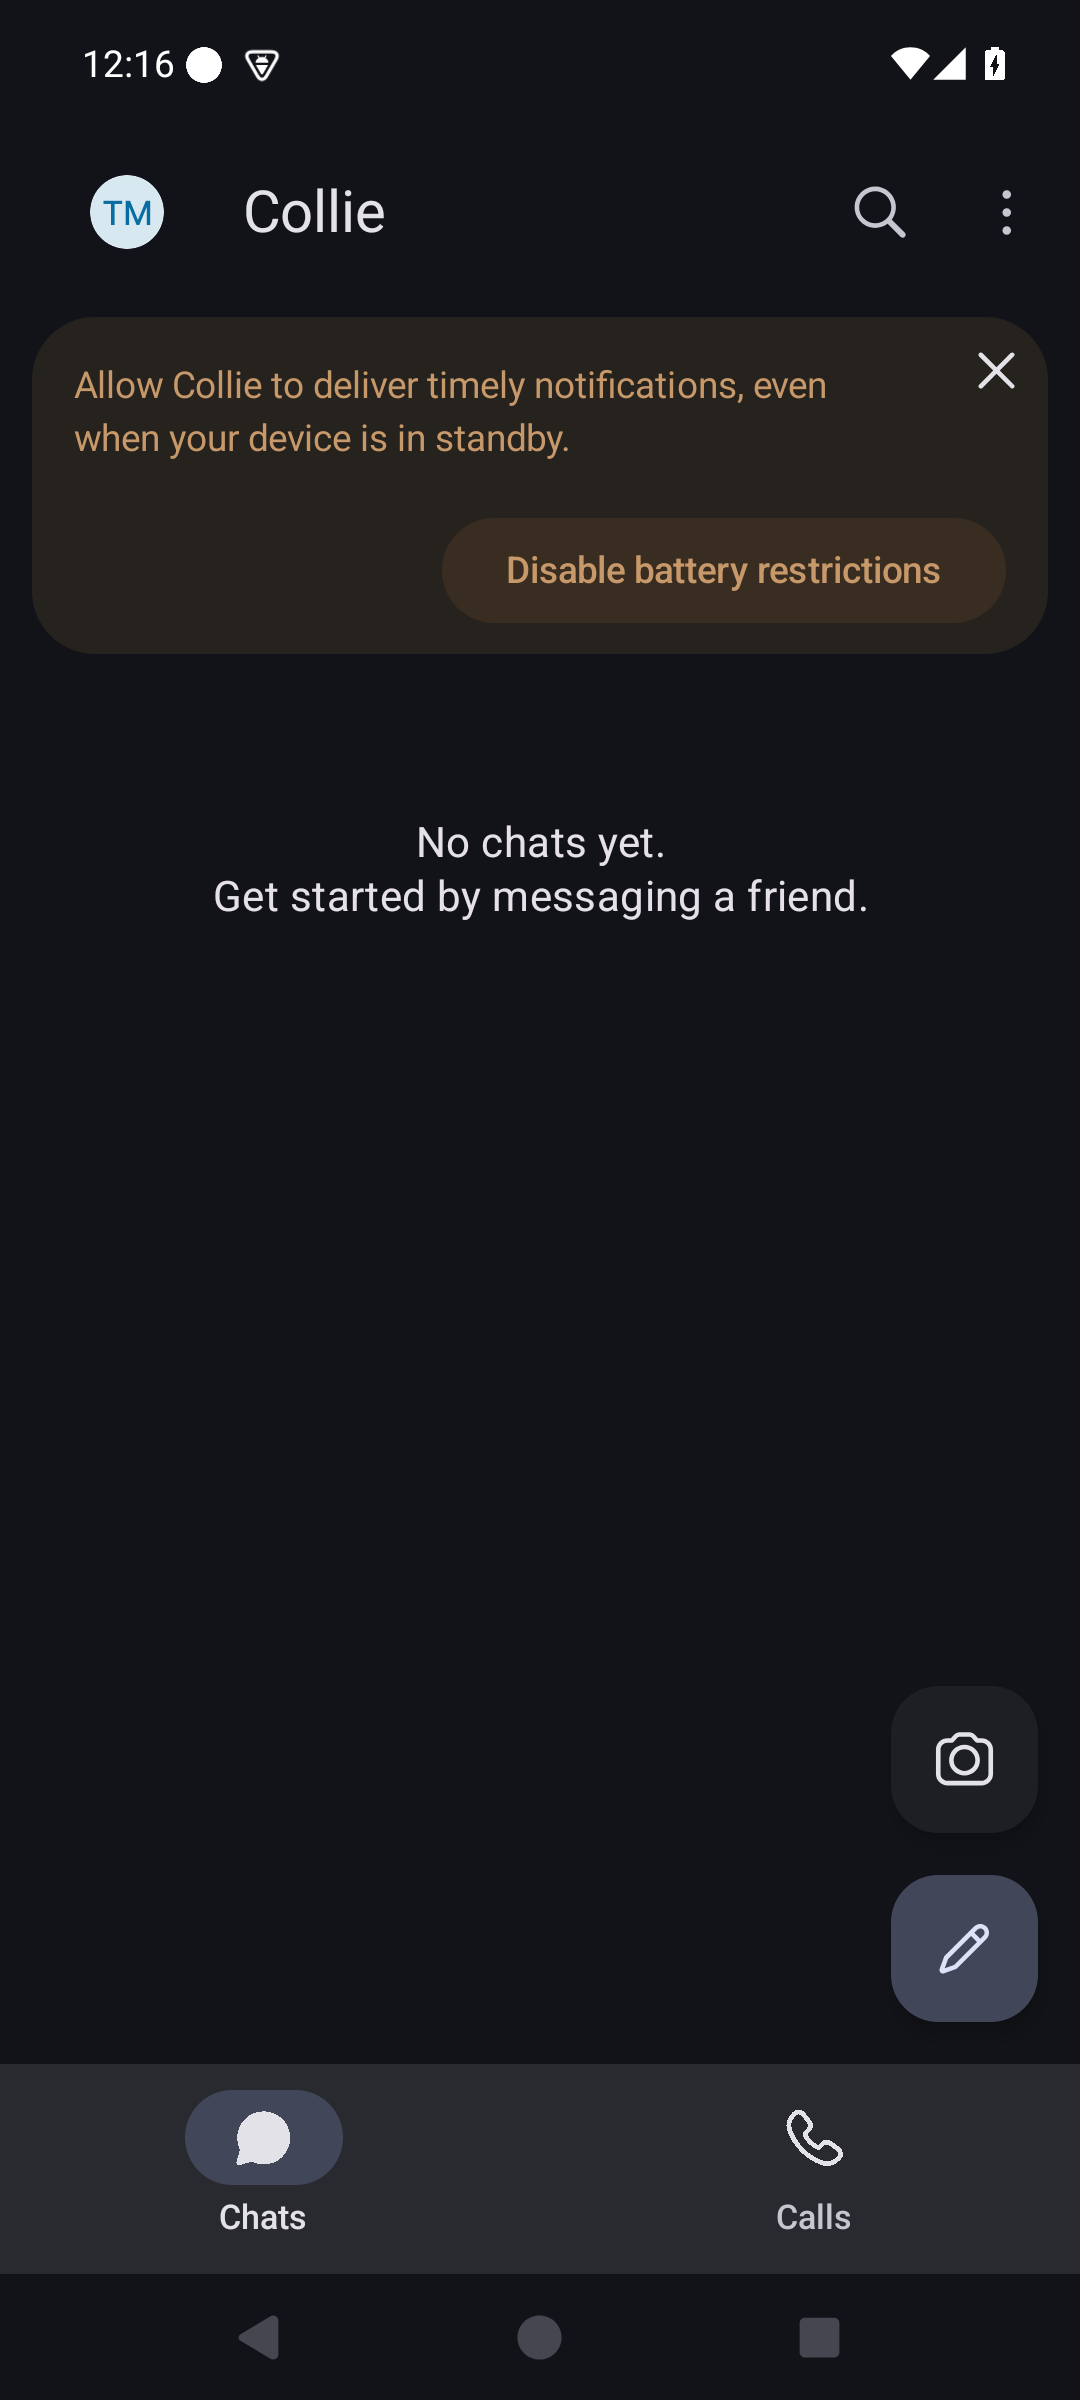 12:16
TM
Collie
Allow Collie to deliver timely notifications, even
when your device is in standby.
Disable battery restrictions
No chats yet.
Get started by messaging a friend.
Chats
Calls